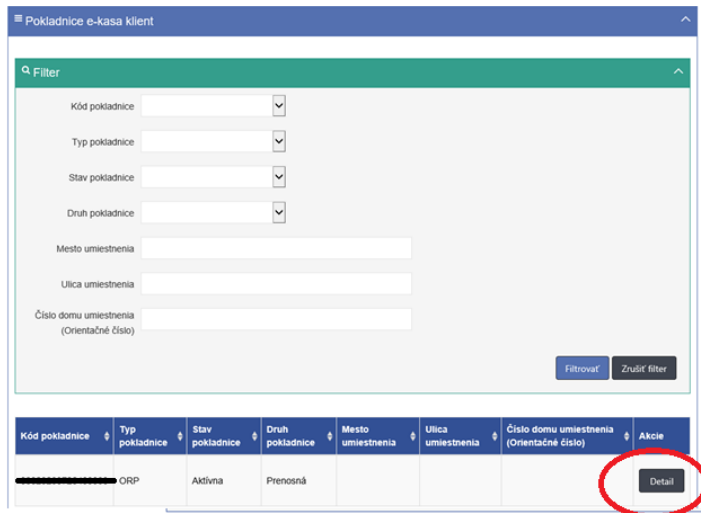 Pokladnice e-kasa klient
Filter
Kód pokladnice
Typ pokladnice
Stav pokladnice
Druh pokladnice
Mesto umiestnenia
Ulica umiestnenia
Číslo domu umiestnenia
(Orientačné číslo)
Filtrovať Zrušiť filter
Kód pokladnice Typ pokladnice Stav pokladnice Druh pokladnice Mesto umiestnenia Ulica umiestnenia Číslo domu umiestnenia (Orientačné číslo) Akcie
ORP Aktívna Prenosná Detail